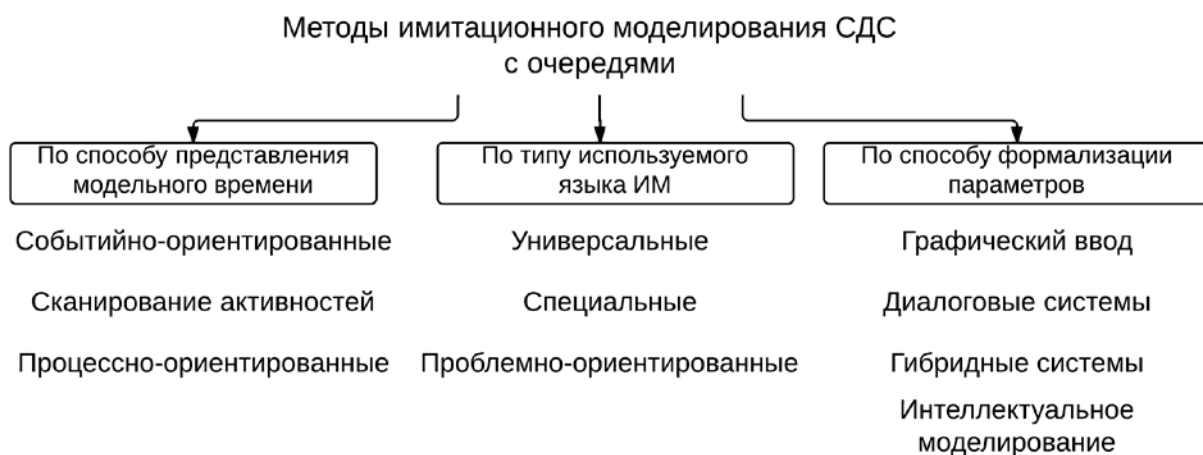 Методы имитационного моделирования СДС
с очередями
По способу представления
модельного времени
Событийно-ориентированные
Сканирование активностей
Процессно-ориентированные
По типу используемого
языка ИМ
Универсальные
Специальные
Проблемно-ориентированные
По способу формализации
параметров
Графический ввод
Диалоговые системы
Гибридные системы
Интеллектуальное
моделирование